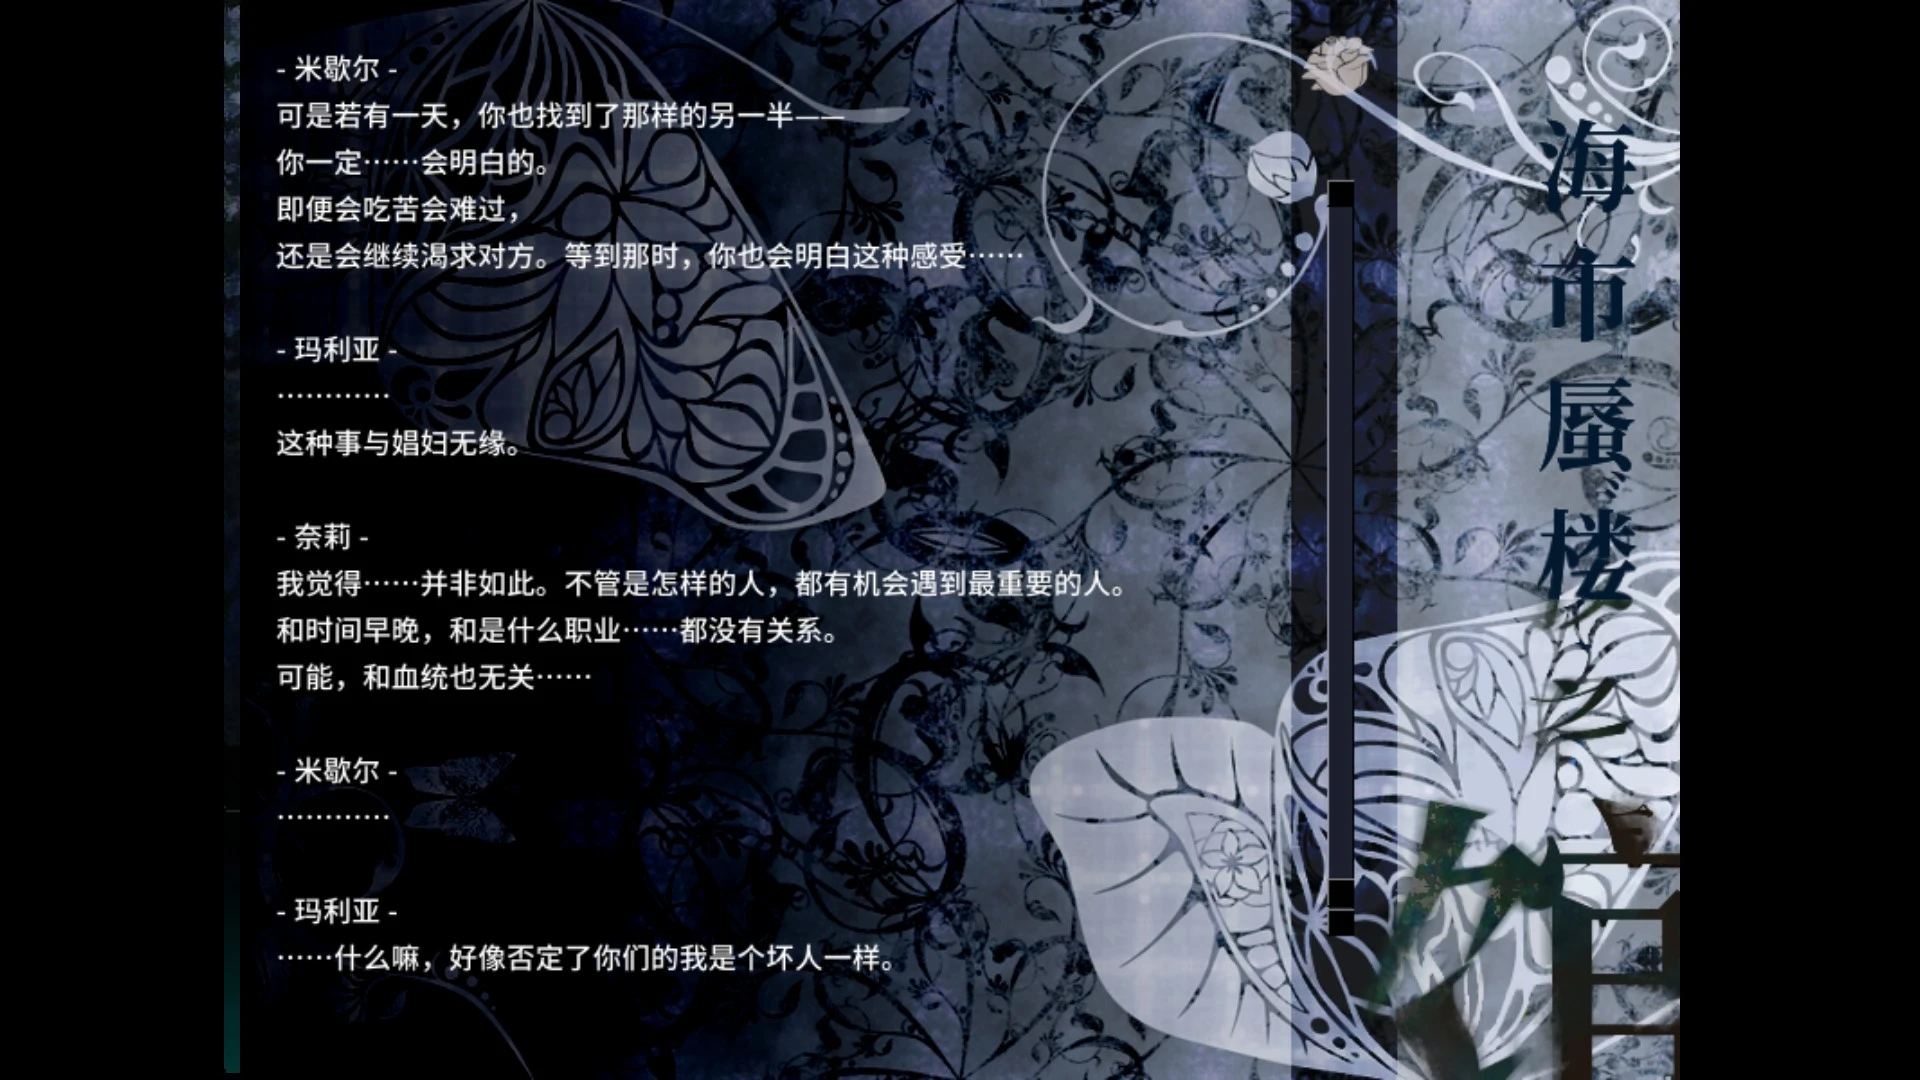 - 米歇尔 -
可是若有一天，你也找到了那样的另一半——
你一定……会明白的。
即便会吃苦会难过，
还是会继续渴求对方。等到那时，你也会明白这种感受……
- 玛利亚 -
…………
这种事与娼妇无缘。
- 奈莉 -
我觉得……并非如此。不管是怎样的人，都有机会遇到最重要的人。
和时间早晚，和是什么职业……都没有关系。
可能，和血统也无关……
- 米歇尔 -
…………
- 玛利亚 -
……什么嘛，好像否定了你们的我是个坏人一样。
海市蜃楼之